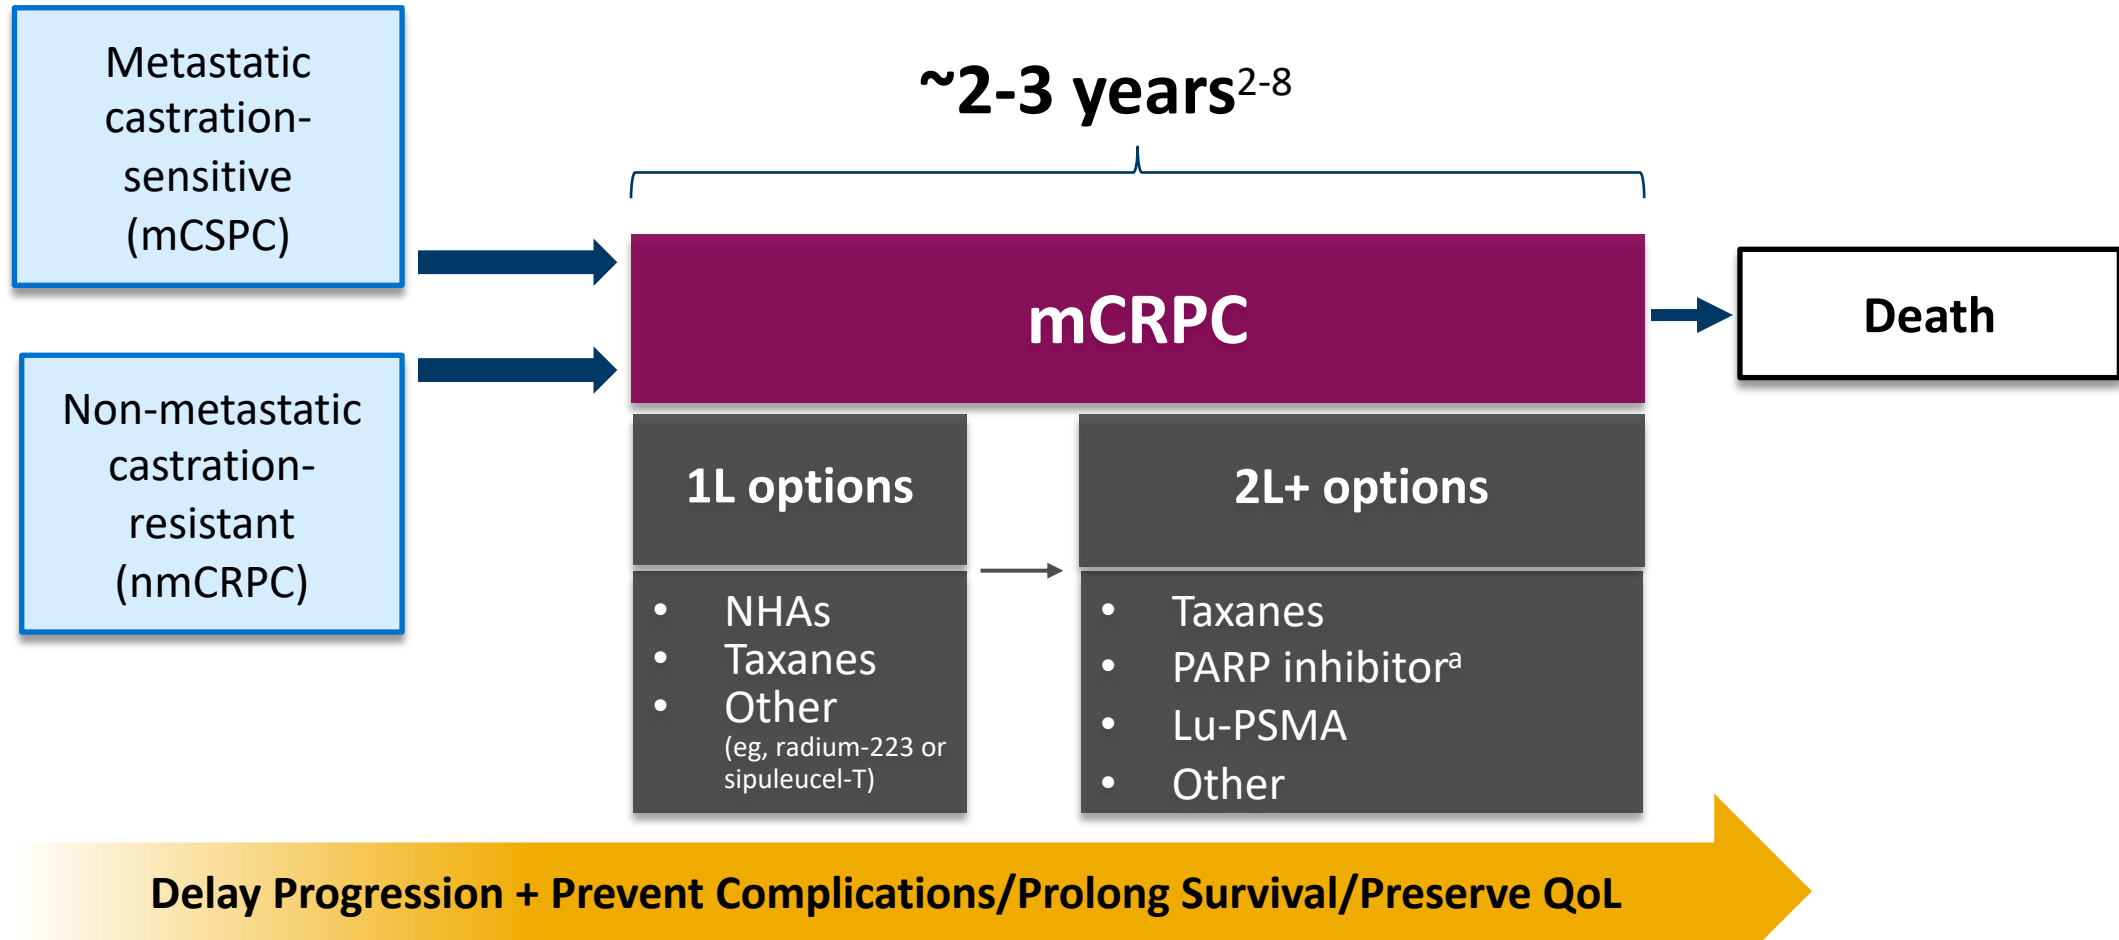 Metastatic
castration-
sensitive
(mCSPC)
Non-metastatic
castration-
resistant
(nmCRPC)
~2-3 years2-8
mCRPC
Death
1L options
• NHAs
• Taxanes
• Other
(eg, radium-223 or
sipuleucel-T)
2L+ options
• Taxanes
• PARP inhibitorᵃ
• Lu-PSMA
• Other
Delay Progression + Prevent Complications/Prolong Survival/Preserve QoL